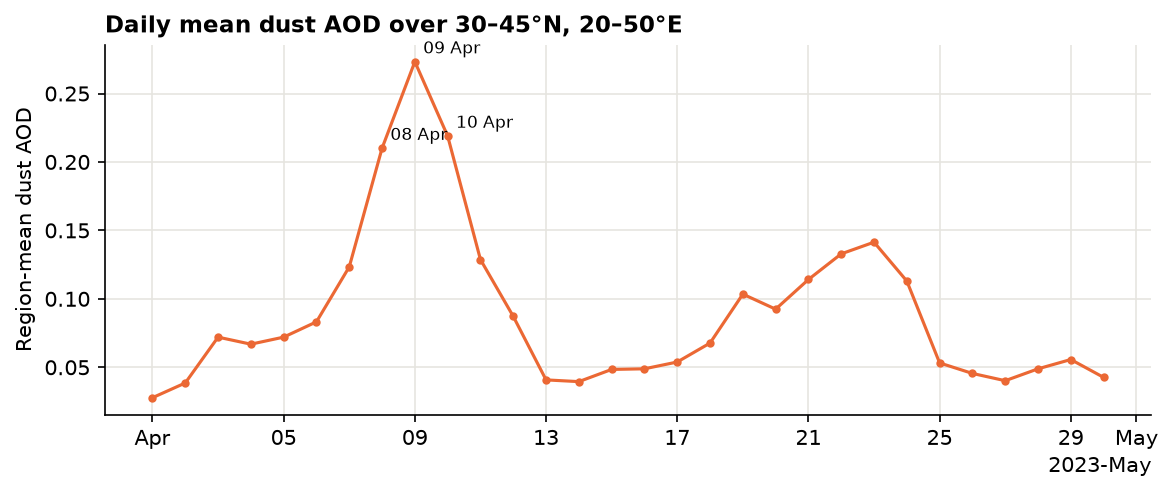 Daily mean dust AOD over 30–45°N, 20–50°E
09 Apr
10 Apr
08 Apr
Region-mean dust AOD
0.25
0.20
0.15
0.10
0.05
Apr 05 09 13 17 21 25 29 May
2023-May